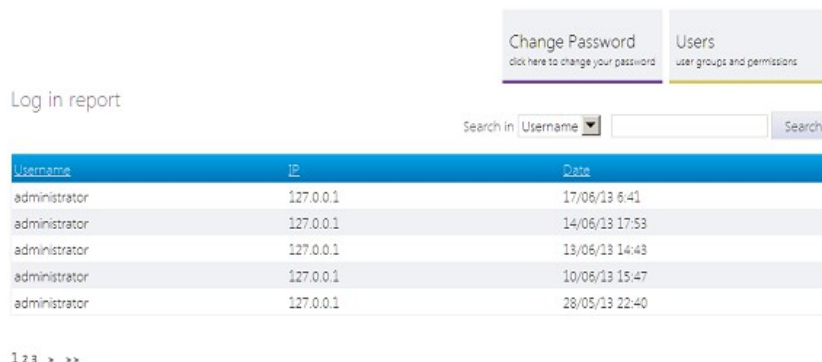 Change Password
click here to change your password
Users
user groups and permissions
Log in report
Search in Username Search
Username IP Date
administrator 127.0.0.1 17/06/13 6:41
administrator 127.0.0.1 14/06/13 17:53
administrator 127.0.0.1 13/06/13 14:43
administrator 127.0.0.1 10/06/13 15:47
administrator 127.0.0.1 28/05/13 22:40
1 2 3 > >>